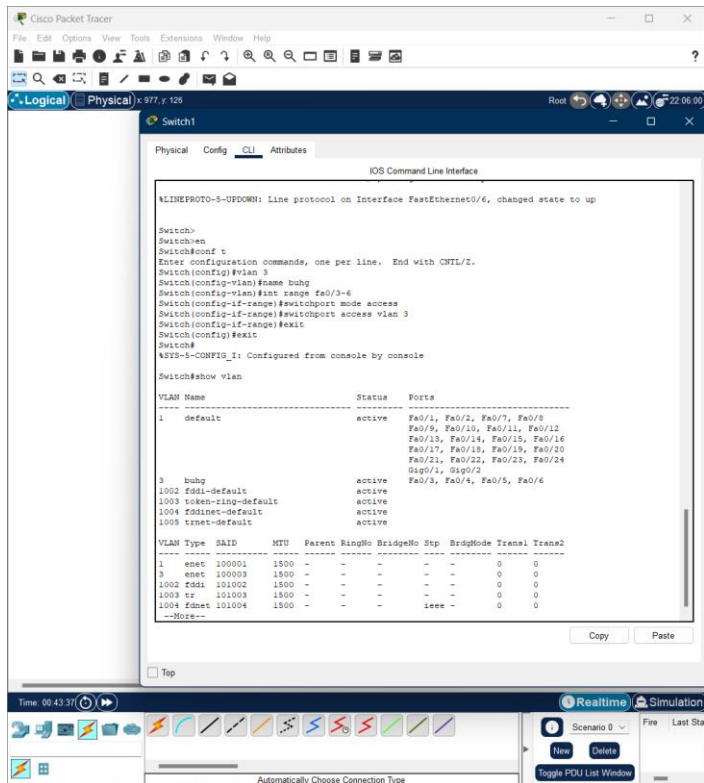 Cisco Packet Tracer
File Edit Options View Tools Extensions Window Help
?
Logical Physical x: 977, y: 126 Root 22:06:00
Switch1
Physical Config CLI Attributes
IOS Command Line Interface
%LINEPROTO-5-UPDOWN: Line protocol on Interface FastEthernet0/6, changed state to up
Switch>
Switch>en
Switch#conf t
Enter configuration commands, one per line. End with CNTL/Z.
Switch(config)#vlan 3
Switch(config-vlan)#name buhg
Switch(config-vlan)#int range fa0/3-6
Switch(config-if-range)#switchport mode access
Switch(config-if-range)#switchport access vlan 3
Switch(config-if-range)#exit
Switch(config)#exit
Switch#
%SYS-5-CONFIG_I: Configured from console by console
Switch#show vlan
VLAN Name Status Ports
---- -------------------------------- --------- -------------------------------
1 default active Fa0/1, Fa0/2, Fa0/7, Fa0/8
Fa0/9, Fa0/10, Fa0/11, Fa0/12
Fa0/13, Fa0/14, Fa0/15, Fa0/16
Fa0/17, Fa0/18, Fa0/19, Fa0/20
Fa0/21, Fa0/22, Fa0/23, Fa0/24
Gig0/1, Gig0/2
3 buhg active Fa0/3, Fa0/4, Fa0/5, Fa0/6
1002 fddi-default active
1003 token-ring-default active
1004 fddinet-default active
1005 trnet-default active
VLAN Type SAID MTU Parent RingNo BridgeNo Stp BrdgMode Trans1 Trans2
---- ----- ---------- ----- ------ ------ -------- ---- -------- ------ ------
1 enet 100001 1500 - - - - - 0 0
3 enet 100003 1500 - - - - - 0 0
1002 fddi 101002 1500 - - - - - 0 0
1003 tr 101003 1500 - - - - - 0 0
1004 fdnet 101004 1500 - - - ieee - 0 0
--More--
Copy Paste
Top
Time: 00:43:37 Realtime Simulation
Scenario 0 Fire Last Sta
New Delete
Toggle PDU List Window
Automatically Choose Connection Type